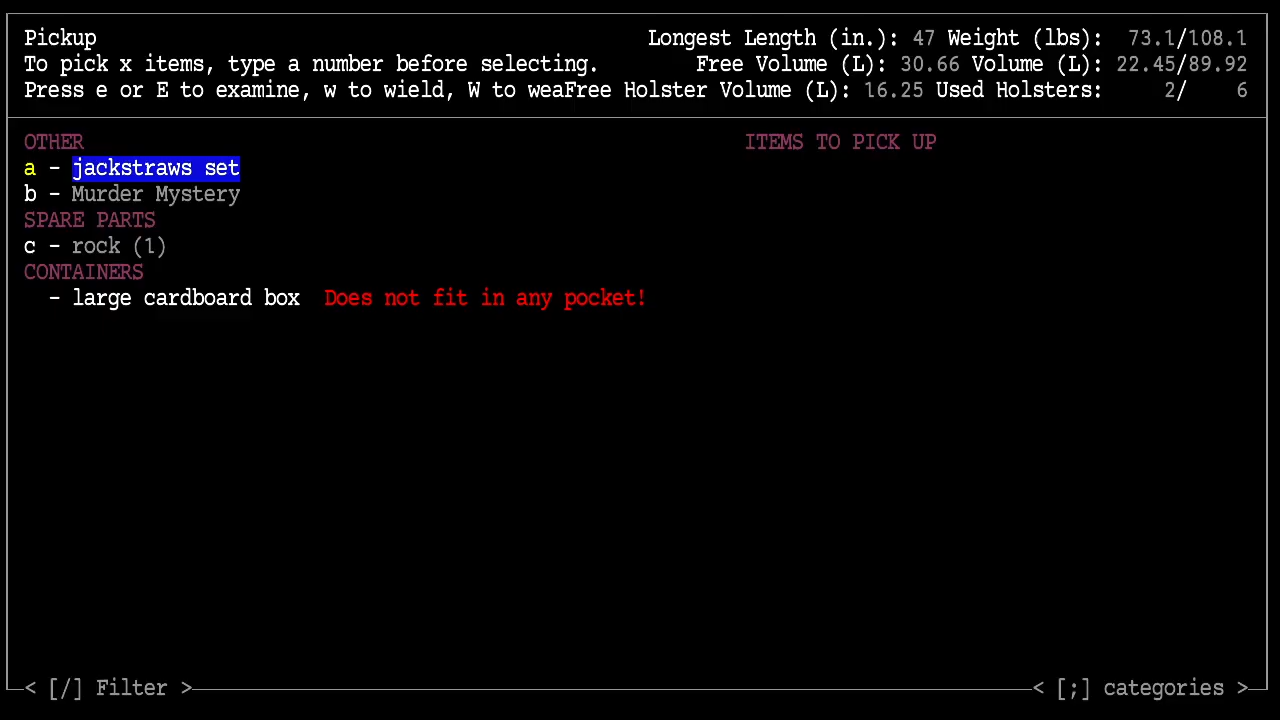 Pickup Longest Length (in.): 47 Weight (lbs): 73.1/108.1
To pick x items, type a number before selecting. Free Volume (L): 30.66 Volume (L): 22.45/89.92
Press e or E to examine, w to wield, W to weaFree Holster Volume (L): 16.25 Used Holsters: 2/ 6
OTHER ITEMS TO PICK UP
a - jackstraws set
b - Murder Mystery
SPARE PARTS
c - rock (1)
CONTAINERS
- large cardboard box Does not fit in any pocket!
< [/] Filter > < [;] categories >